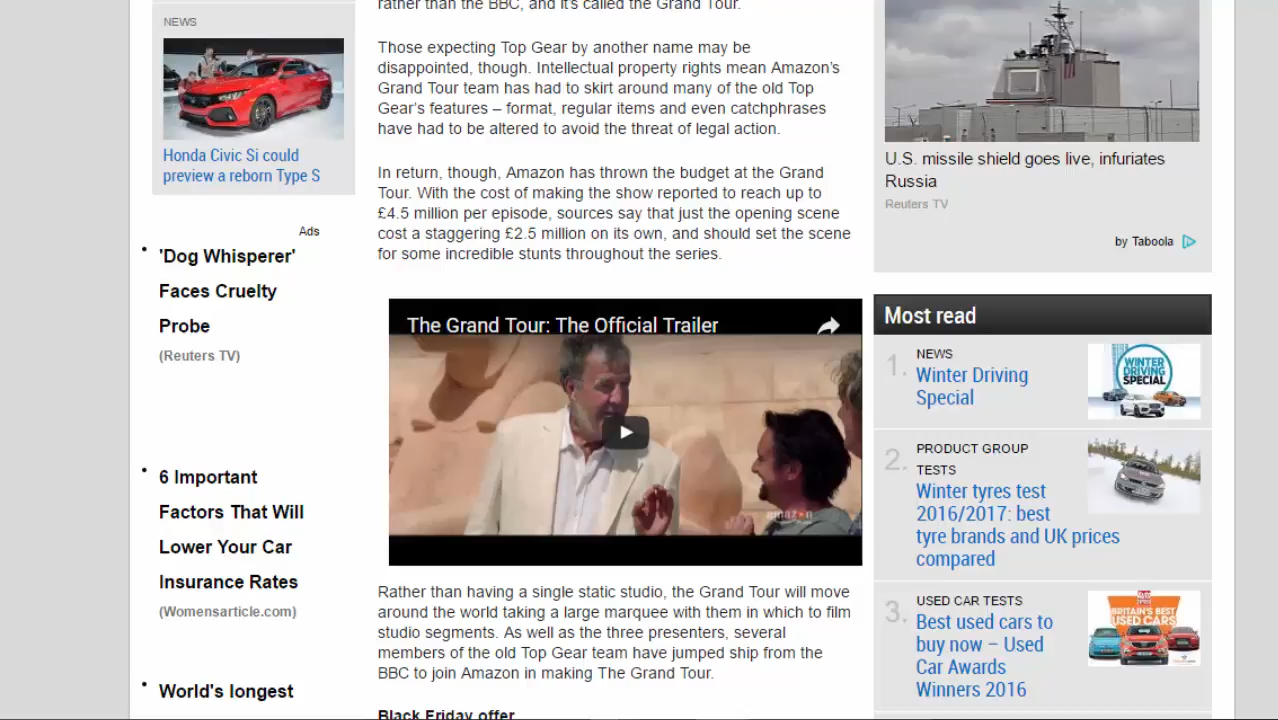 NEWS
Honda Civic Si could
preview a reborn Type S
Ads
'Dog Whisperer'
Faces Cruelty
Probe
(Reuters TV)
6 Important
Factors That Will
Lower Your Car
Insurance Rates
(Womensarticle.com)
World's longest
rather than the BBC, and it's called the Grand Tour.
Those expecting Top Gear by another name may be
disappointed, though. Intellectual property rights mean Amazon's
Grand Tour team has had to skirt around many of the old Top
Gear's features – format, regular items and even catchphrases
have had to be altered to avoid the threat of legal action.
In return, though, Amazon has thrown the budget at the Grand
Tour. With the cost of making the show reported to reach up to
£4.5 million per episode, sources say that just the opening scene
cost a staggering £2.5 million on its own, and should set the scene
for some incredible stunts throughout the series.
The Grand Tour: The Official Trailer
amazon
Rather than having a single static studio, the Grand Tour will move
around the world taking a large marquee with them in which to film
studio segments. As well as the three presenters, several
members of the old Top Gear team have jumped ship from the
BBC to join Amazon in making The Grand Tour.
Black Friday offer
U.S. missile shield goes live, infuriates
Russia
Reuters TV
by Taboola
Most read
1.
NEWS
Winter Driving
Special
WINTER
DRIVING
SPECIAL
2.
PRODUCT GROUP
TESTS
Winter tyres test
2016/2017: best
tyre brands and UK prices
compared
3.
USED CAR TESTS
Best used cars to
buy now – Used
Car Awards
Winners 2016
BRITAIN'S BEST
USED CARS